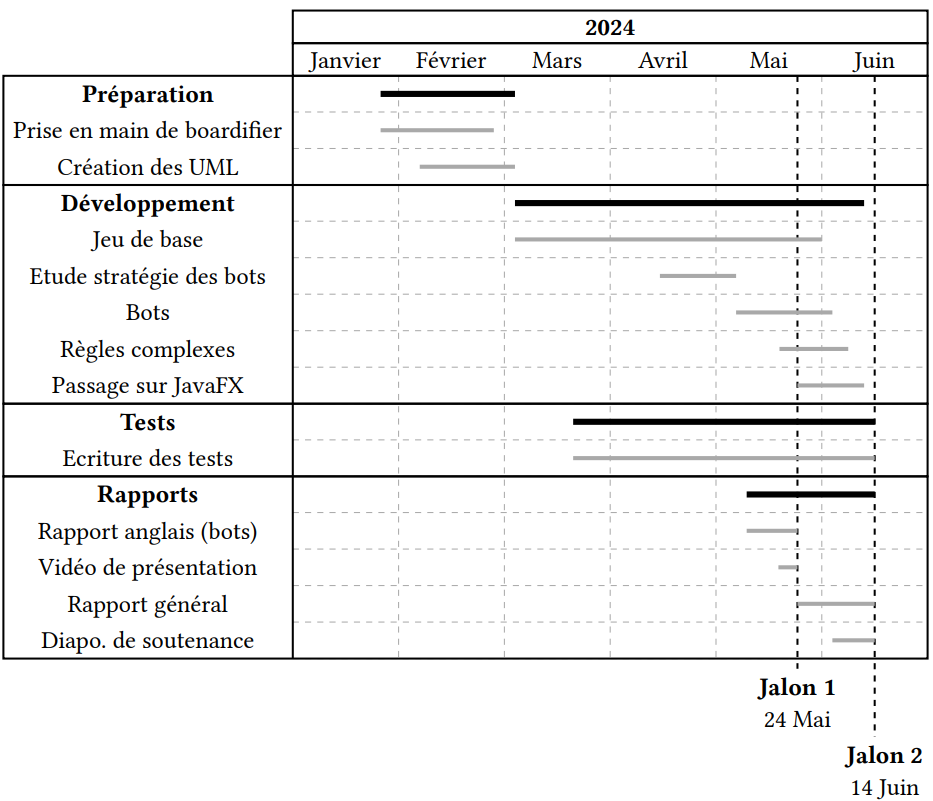 2024
Janvier Février Mars Avril Mai Juin
Préparation
Prise en main de boardifier
Création des UML
Développement
Jeu de base
Etude stratégie des bots
Bots
Règles complexes
Passage sur JavaFX
Tests
Ecriture des tests
Rapports
Rapport anglais (bots)
Vidéo de présentation
Rapport général
Diapo. de soutenance
Jalon 1
24 Mai
Jalon 2
14 Juin